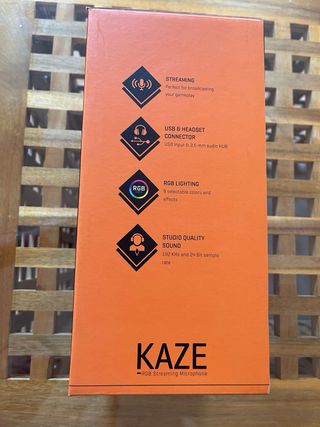 STREAMING
Perfect for broadcasting
your gameplay
USB & HEADSET
CONNECTOR
USB Input & 3.5 mm audio HUB
RGB
RGB LIGHTING
9 selectable colors and
effects
STUDIO QUALITY
SOUND
192 KHz and 24 Bit sample
rate
KAZE
RGB Streaming Microphone